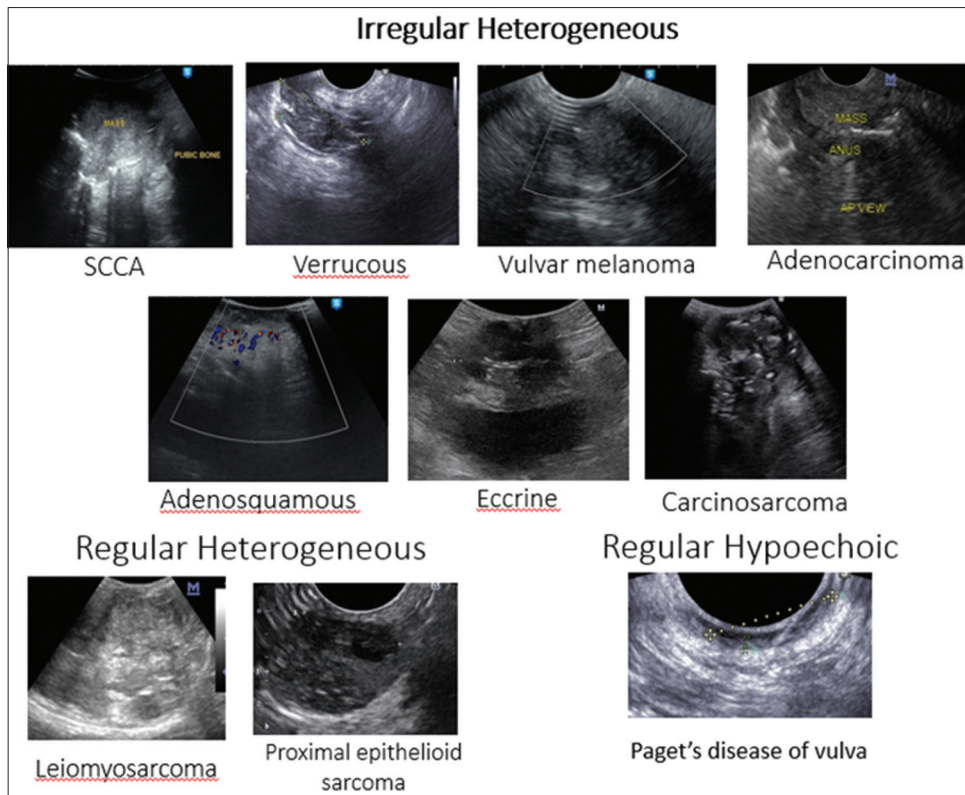 Irregular Heterogeneous
S
MASS
PUBIC BONE
S
M
MASS
ANUS
AP VIEW
SCCA
Verrucous
Vulvar melanoma
Adenocarcinoma
S
M
Adenosquamous
Eccrine
Carcinosarcoma
Regular Heterogeneous
Regular Hypoechoic
M
Leiomyosarcoma
Proximal epithelioid
sarcoma
Paget's disease of vulva